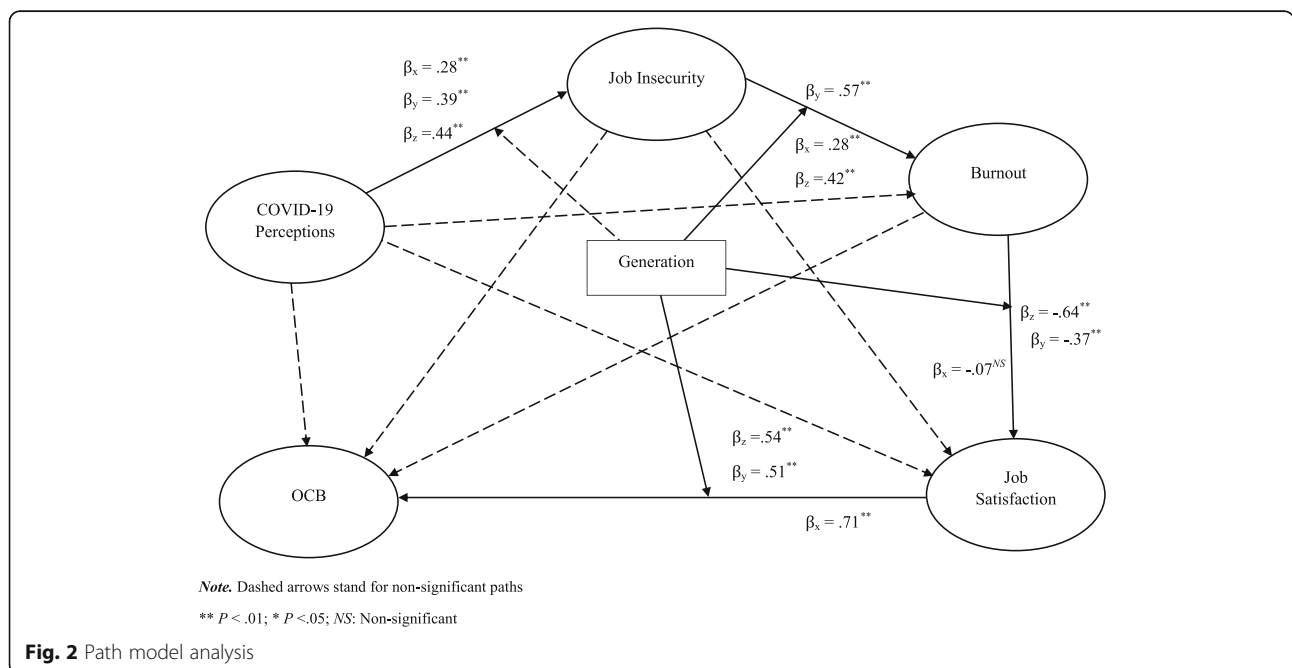 βx = .28**
βy = .39**
βz =.44**
Job Insecurity
βy = .57**
βx = .28**
βz =.42**
Burnout
COVID-19
Perceptions
Generation
βz = -.64**
βy = -.37**
βx = -.07NS
βz =.54**
βy = .51**
OCB
βx = .71**
Job
Satisfaction
Note. Dashed arrows stand for non-significant paths
** P < .01; * P <.05; NS: Non-significant
Fig. 2 Path model analysis